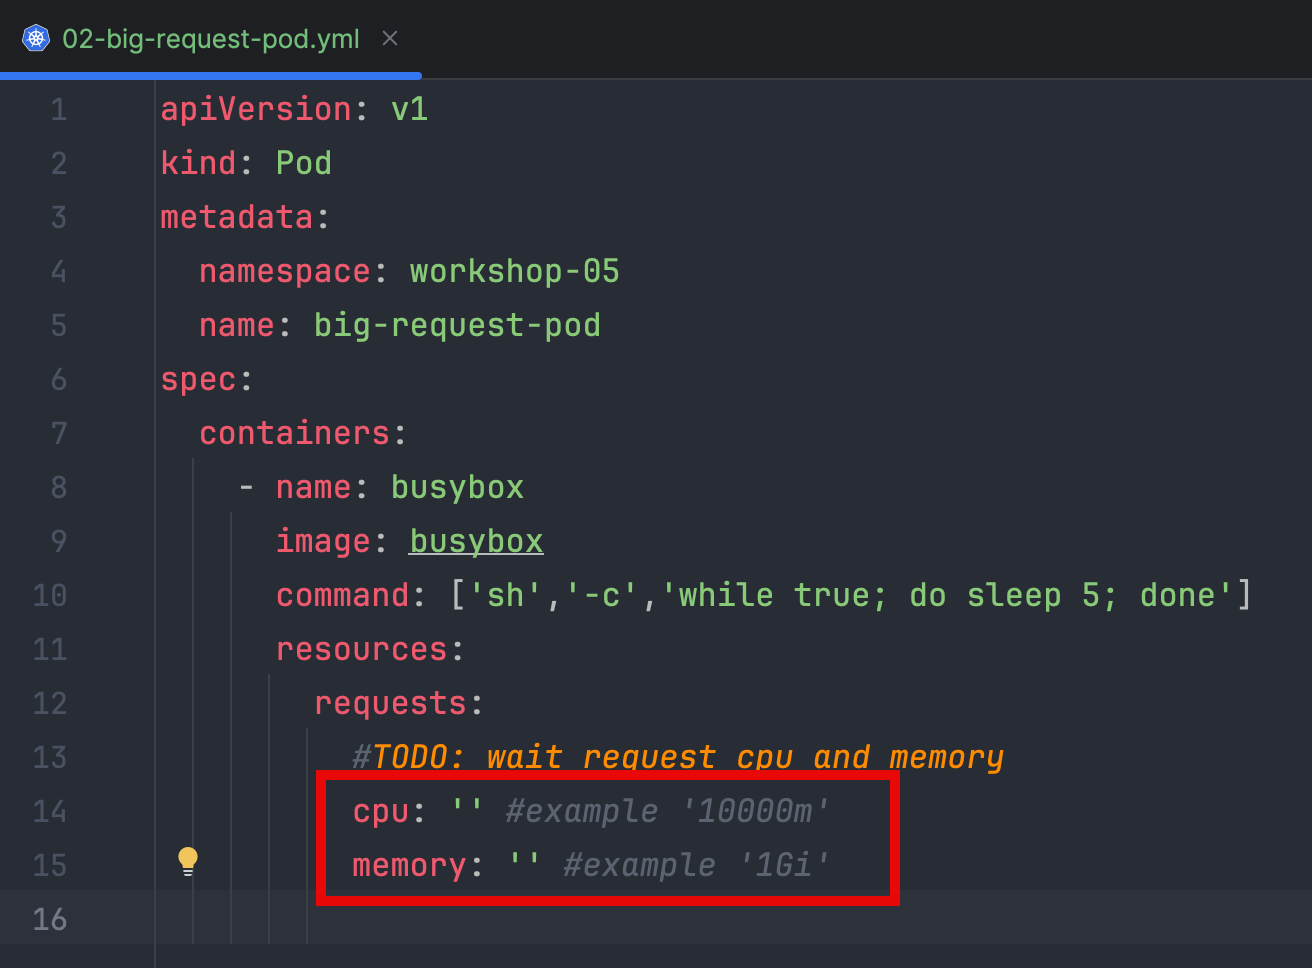 02-big-request-pod.yml
1 apiVersion: v1
2 kind: Pod
3 metadata:
4   namespace: workshop-05
5   name: big-request-pod
6 spec:
7   containers:
8     - name: busybox
9       image: busybox
10       command: ['sh','-c','while true; do sleep 5; done']
11       resources:
12         requests:
13           #TODO: wait request cpu and memory
14           cpu: '' #example '10000m'
15           memory: '' #example '1Gi'
16